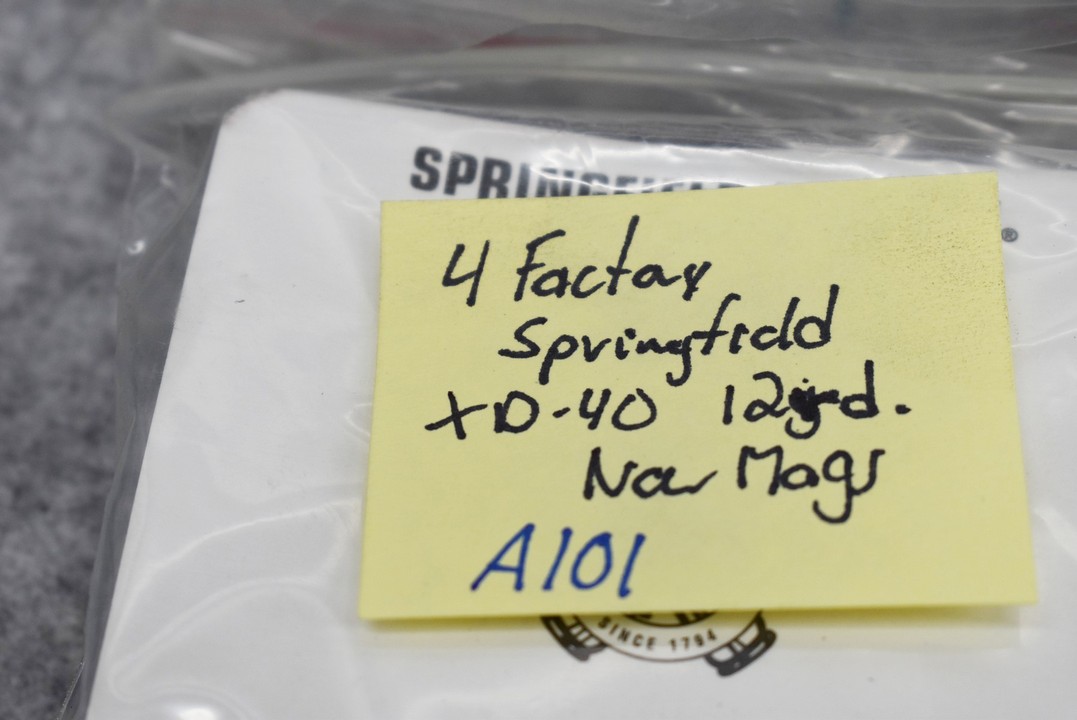 SPRINGFIELD
®
4 Factory
Springfield
XD-40 12 rd.
New Mags
A101
SINCE 1794